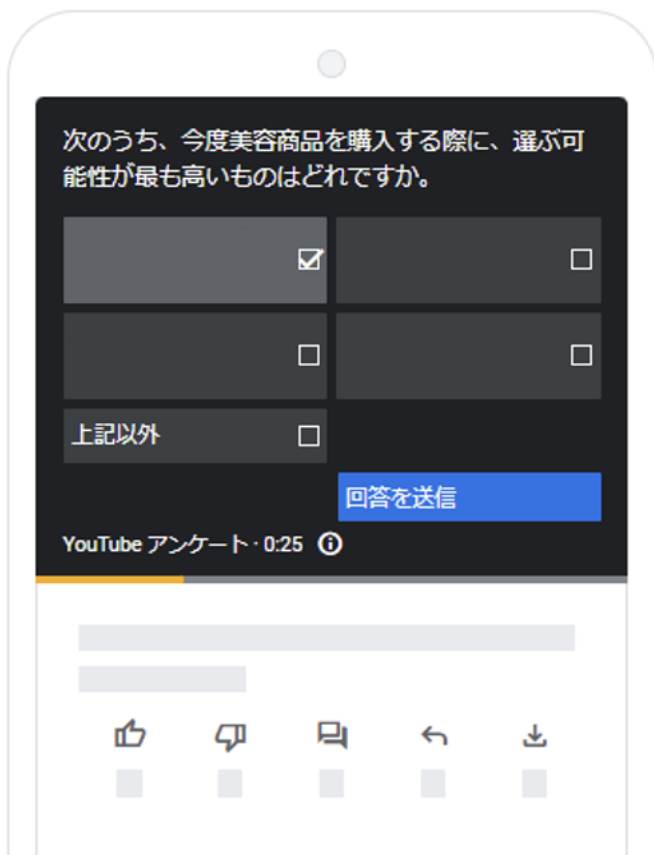 次のうち、今度美容商品を購入する際に、選ぶ可
能性が最も高いものはどれですか。
上記以外
回答を送信
YouTube アンケート · 0:25